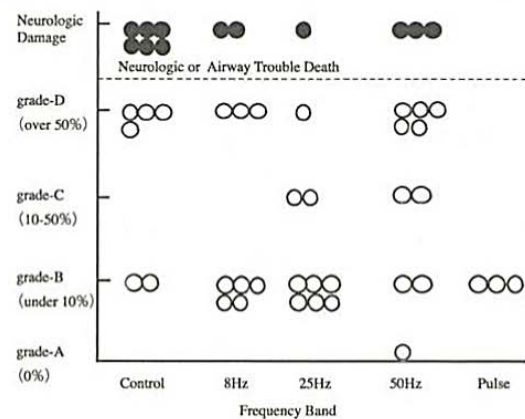 Neurologic
Damage
Neurologic or Airway Trouble Death
grade-D
(over 50%)
grade-C
(10-50%)
grade-B
(under 10%)
grade-A
(0%)
Control 8Hz 25Hz 50Hz Pulse
Frequency Band